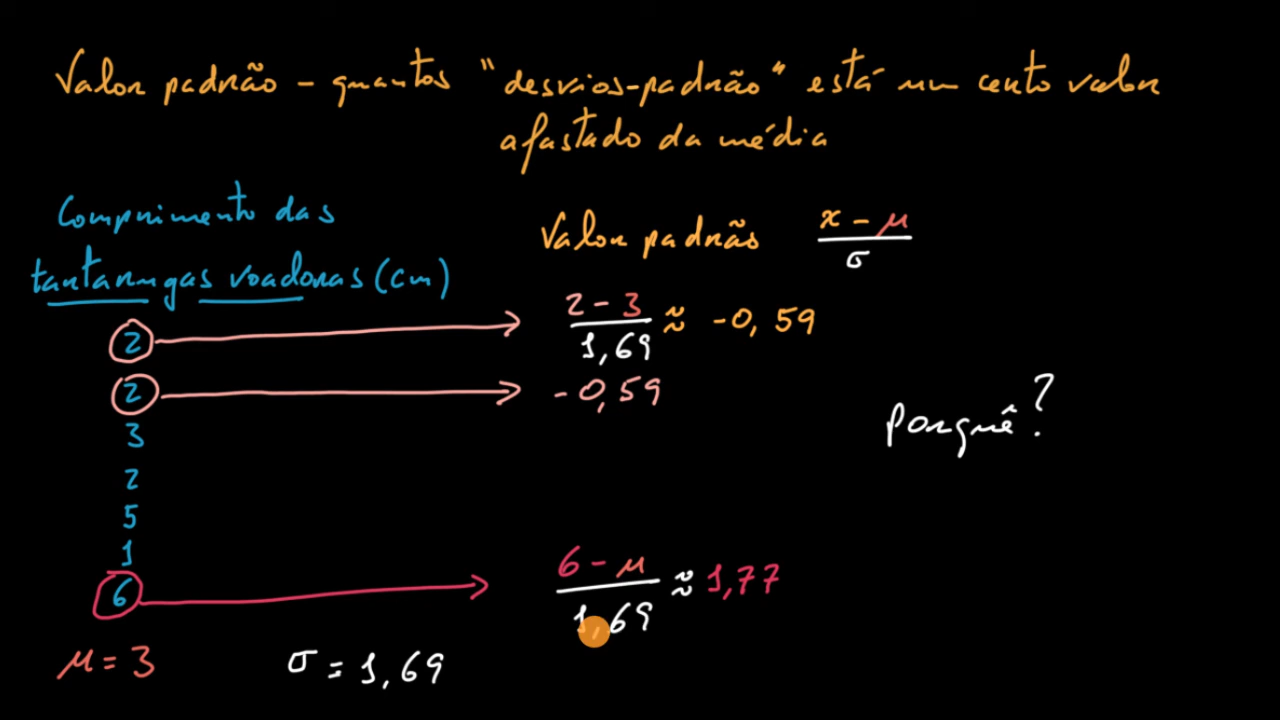 Valor padrão – quantos "desvios-padrão" está um certo valor
afastado da média
Comprimento das
tartarugas voadoras (cm)
Valor padrão x - μ / σ
2 2 - 3 / 1,69 ≈ -0,59
2 -0,59
3
Porquê?
2
5
1
6 6 - μ / 1,69 ≈ 1,77
μ = 3 σ = 1,69